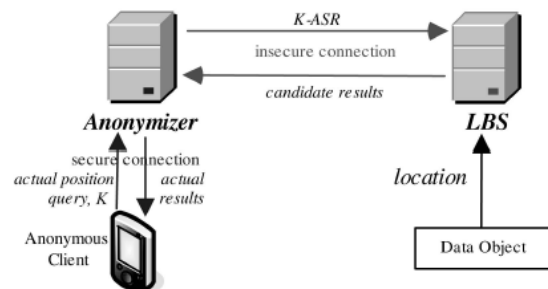 K-ASR
insecure connection
candidate results
Anonymizer
LBS
secure connection
actual position
query, K
actual
results
location
Anonymous
Client
Data Object